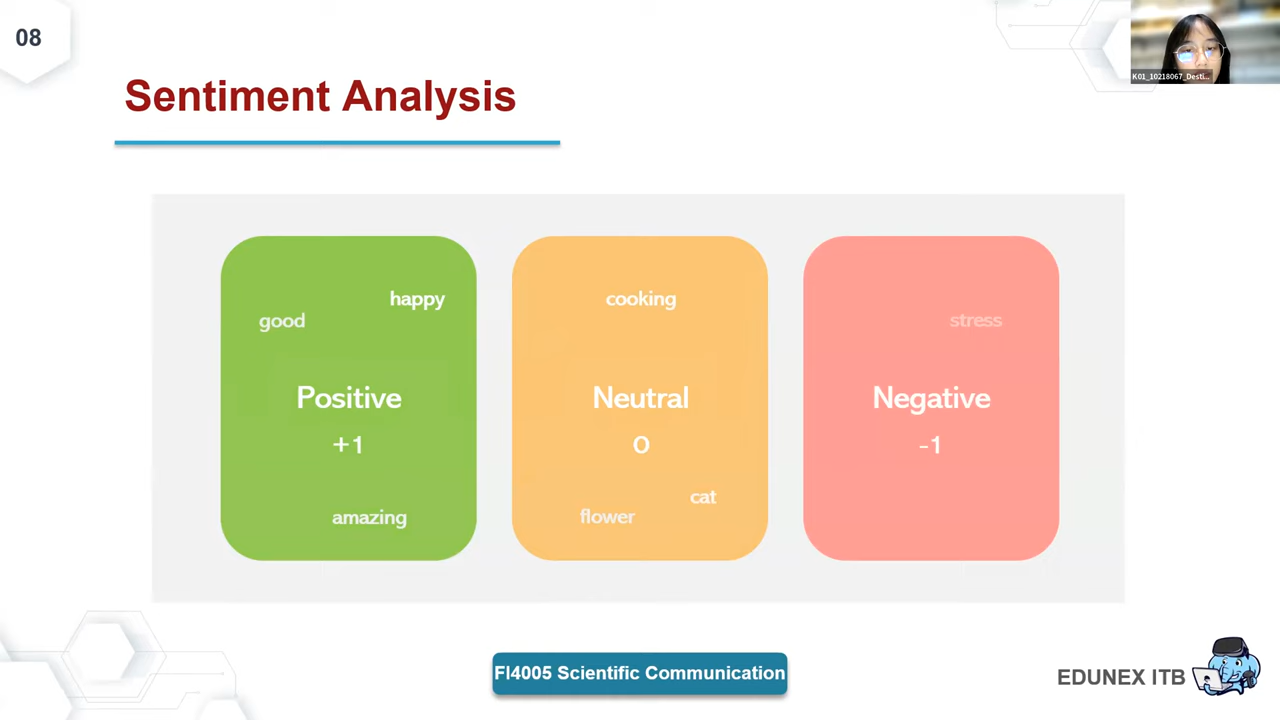 08
K01_10218067_Desti...
Sentiment Analysis
happy
good
Positive
+1
amazing
cooking
Neutral
0
cat
flower
stress
Negative
-1
FI4005 Scientific Communication
EDUNEX ITB